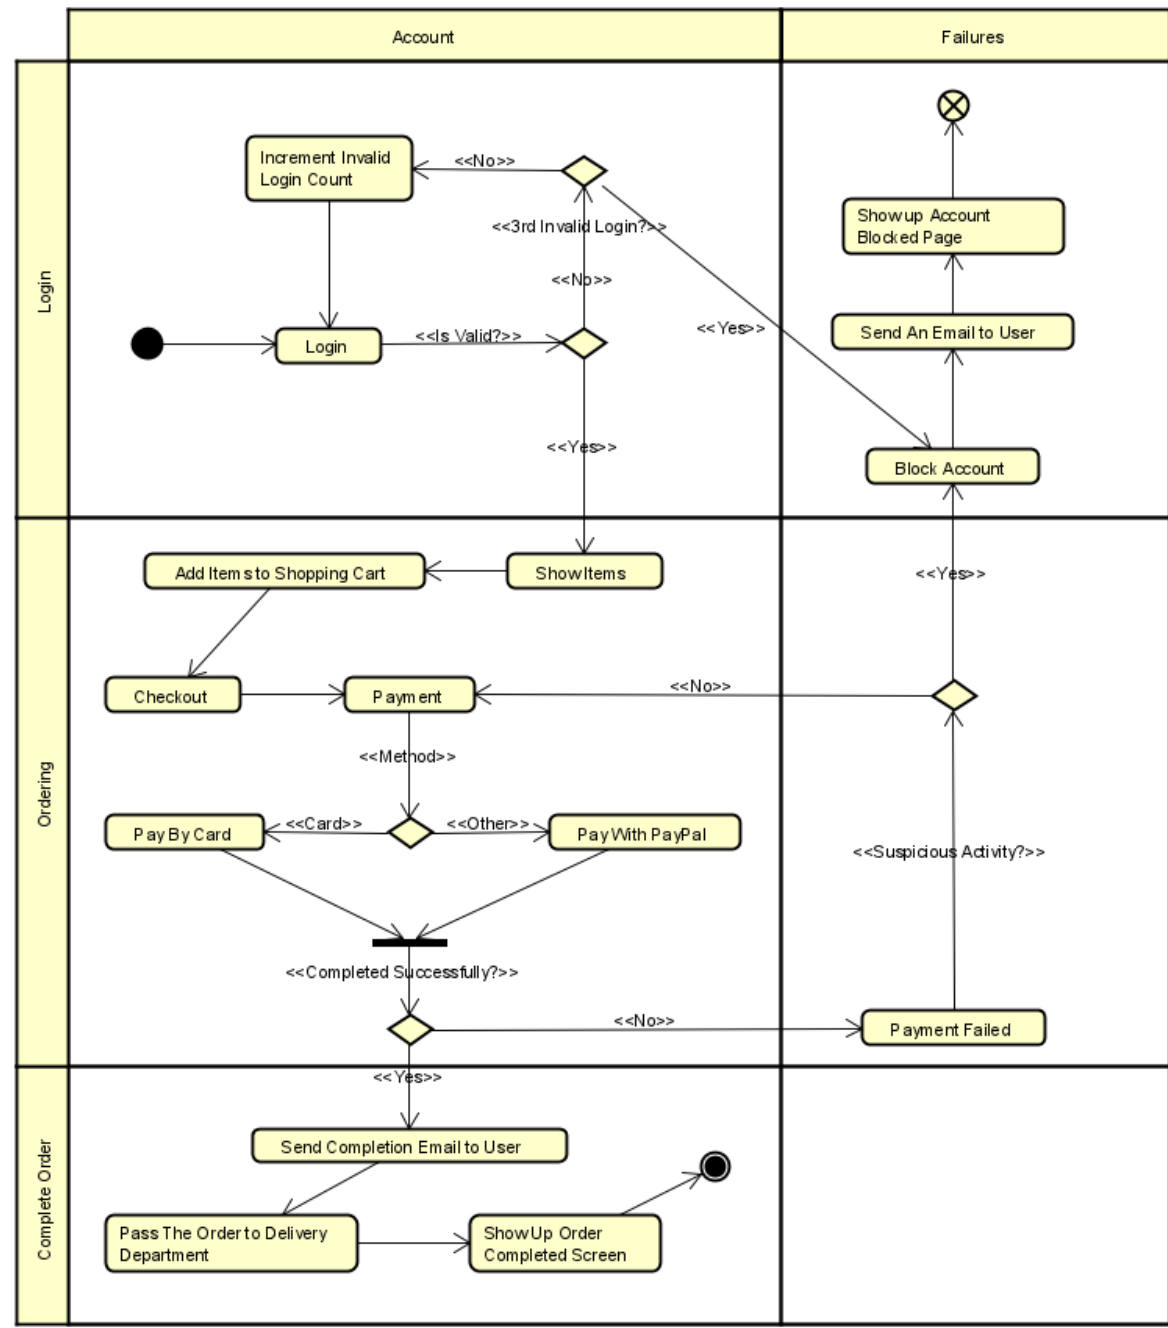 Account
Failures
Login
Increment Invalid
Login Count
<<No>>
<<3rd Invalid Login?>>
<<No>>
Login
<<Is Valid?>>
<<Yes>>
<<Yes>>
Show up Account
Blocked Page
Send An Email to User
Block Account
Ordering
Add Items to Shopping Cart
Show Items
<<Yes>>
Checkout
Payment
<<No>>
<<Method>>
Pay By Card
<<Card>>
<<Other>>
Pay With PayPal
<<Suspicious Activity?>>
<<Completed Successfully?>>
<<No>>
Payment Failed
Complete Order
<<Yes>>
Send Completion Email to User
Pass The Order to Delivery
Department
Show Up Order
Completed Screen